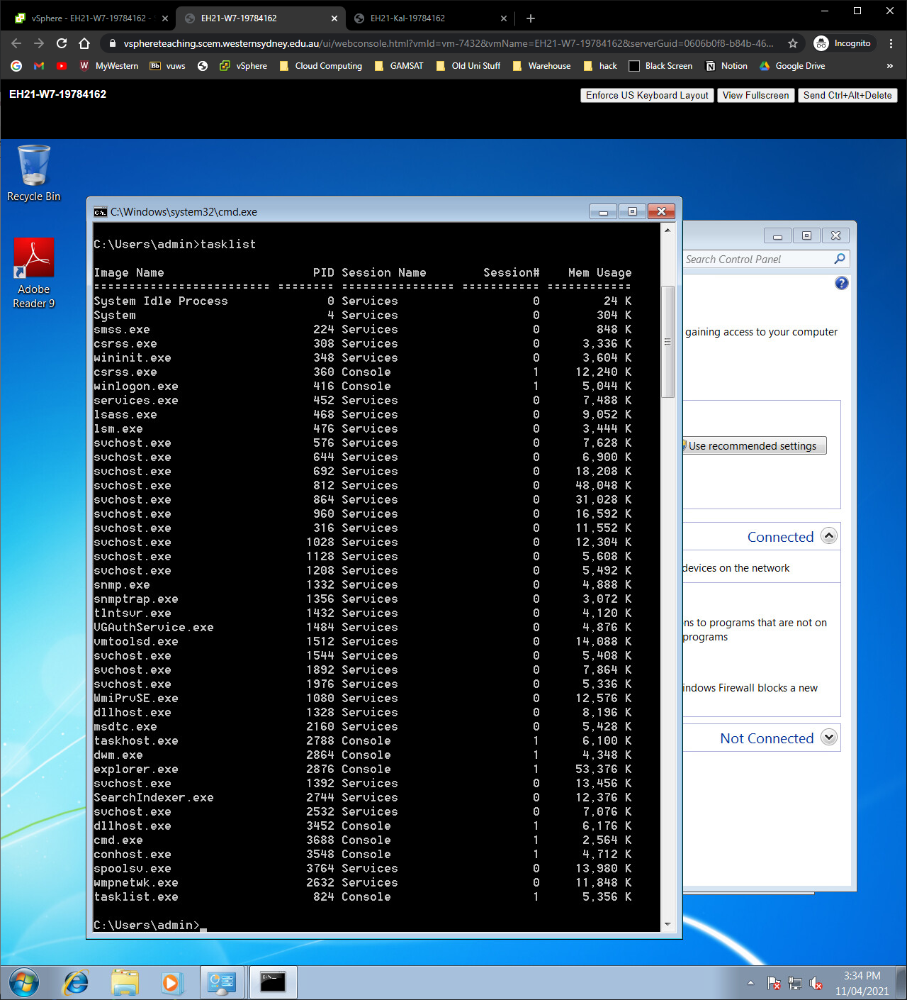 vSphere - EH21-W7-19784162 - S
EH21-W7-19784162
EH21-Kal-19784162
vsphereteaching.scem.westernsydney.edu.au/ui/webconsole.html?vmId=vm-7432&vmName=EH21-W7-19784162&serverGuid=0606b0f8-b84b-46...
Incognito
MyWestern
vuws
vSphere
Cloud Computing
GAMSAT
Old Uni Stuff
Warehouse
hack
Black Screen
Notion
Google Drive
»
EH21-W7-19784162
Enforce US Keyboard Layout
View Fullscreen
Send Ctrl+Alt+Delete
Recycle Bin
Adobe
Reader 9
C:\Windows\system32\cmd.exe
C:\Users\admin>tasklist
Image Name PID Session Name Session# Mem Usage
========================= ======== ================ =========== ============
System Idle Process 0 Services 0 24 K
System 4 Services 0 304 K
smss.exe 224 Services 0 848 K
csrss.exe 308 Services 0 3,336 K
wininit.exe 348 Services 0 3,604 K
csrss.exe 360 Console 1 12,240 K
winlogon.exe 416 Console 1 5,044 K
services.exe 452 Services 0 7,488 K
lsass.exe 468 Services 0 9,052 K
lsm.exe 476 Services 0 3,444 K
svchost.exe 576 Services 0 7,628 K
svchost.exe 644 Services 0 6,900 K
svchost.exe 692 Services 0 18,208 K
svchost.exe 812 Services 0 48,048 K
svchost.exe 864 Services 0 31,028 K
svchost.exe 960 Services 0 16,592 K
svchost.exe 316 Services 0 11,552 K
svchost.exe 1028 Services 0 12,304 K
svchost.exe 1128 Services 0 5,608 K
svchost.exe 1208 Services 0 5,492 K
snmp.exe 1332 Services 0 4,888 K
snmptrap.exe 1356 Services 0 3,072 K
tlntsvr.exe 1432 Services 0 4,120 K
VGAuthService.exe 1484 Services 0 4,876 K
vmtoolsd.exe 1512 Services 0 14,088 K
svchost.exe 1544 Services 0 5,408 K
svchost.exe 1892 Services 0 7,864 K
svchost.exe 1976 Services 0 5,336 K
WmiPrvSE.exe 1080 Services 0 12,576 K
dllhost.exe 1328 Services 0 8,196 K
msdtc.exe 2160 Services 0 5,428 K
taskhost.exe 2788 Console 1 6,100 K
dwm.exe 2864 Console 1 4,348 K
explorer.exe 2876 Console 1 53,376 K
svchost.exe 1392 Services 0 13,456 K
SearchIndexer.exe 2744 Services 0 12,376 K
svchost.exe 2532 Services 0 7,076 K
dllhost.exe 3452 Console 1 6,176 K
cmd.exe 3688 Console 1 2,564 K
conhost.exe 3548 Console 1 4,712 K
spoolsv.exe 3764 Services 0 13,980 K
wmpnetwk.exe 2632 Services 0 11,848 K
tasklist.exe 824 Console 1 5,356 K
C:\Users\admin>_
Search Control Panel
gaining access to your computer
Use recommended settings
Connected
devices on the network
ns to programs that are not on
programs
indows Firewall blocks a new
Not Connected
3:34 PM
11/04/2021